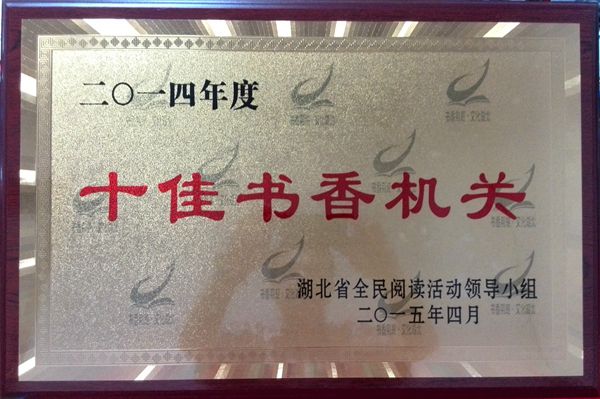 二〇一四年度
十佳书香机关
湖北省全民阅读活动领导小组
二〇一五年四月